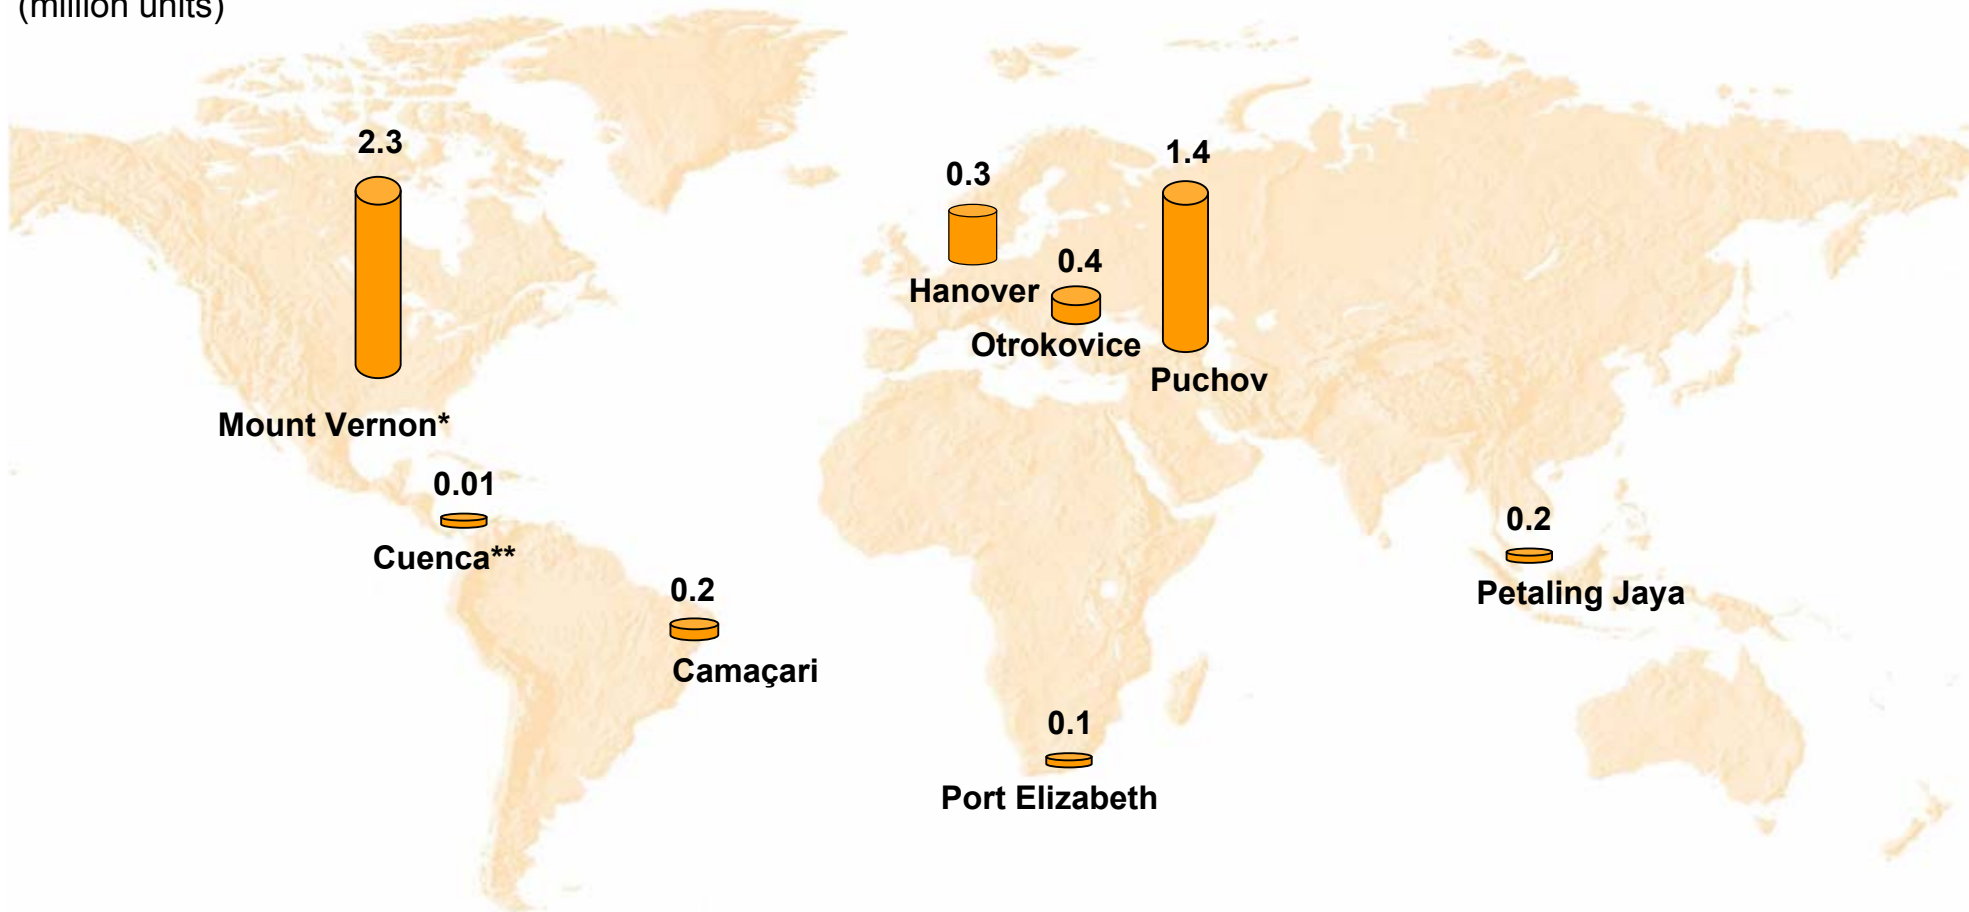 (million units)
2.3
Mount Vernon*
0.01
Cuenca**
0.2
Camaçari
0.3
Hanover
0.4
Otrokovice
1.4
Puchov
0.1
Port Elizabeth
0.2
Petaling Jaya